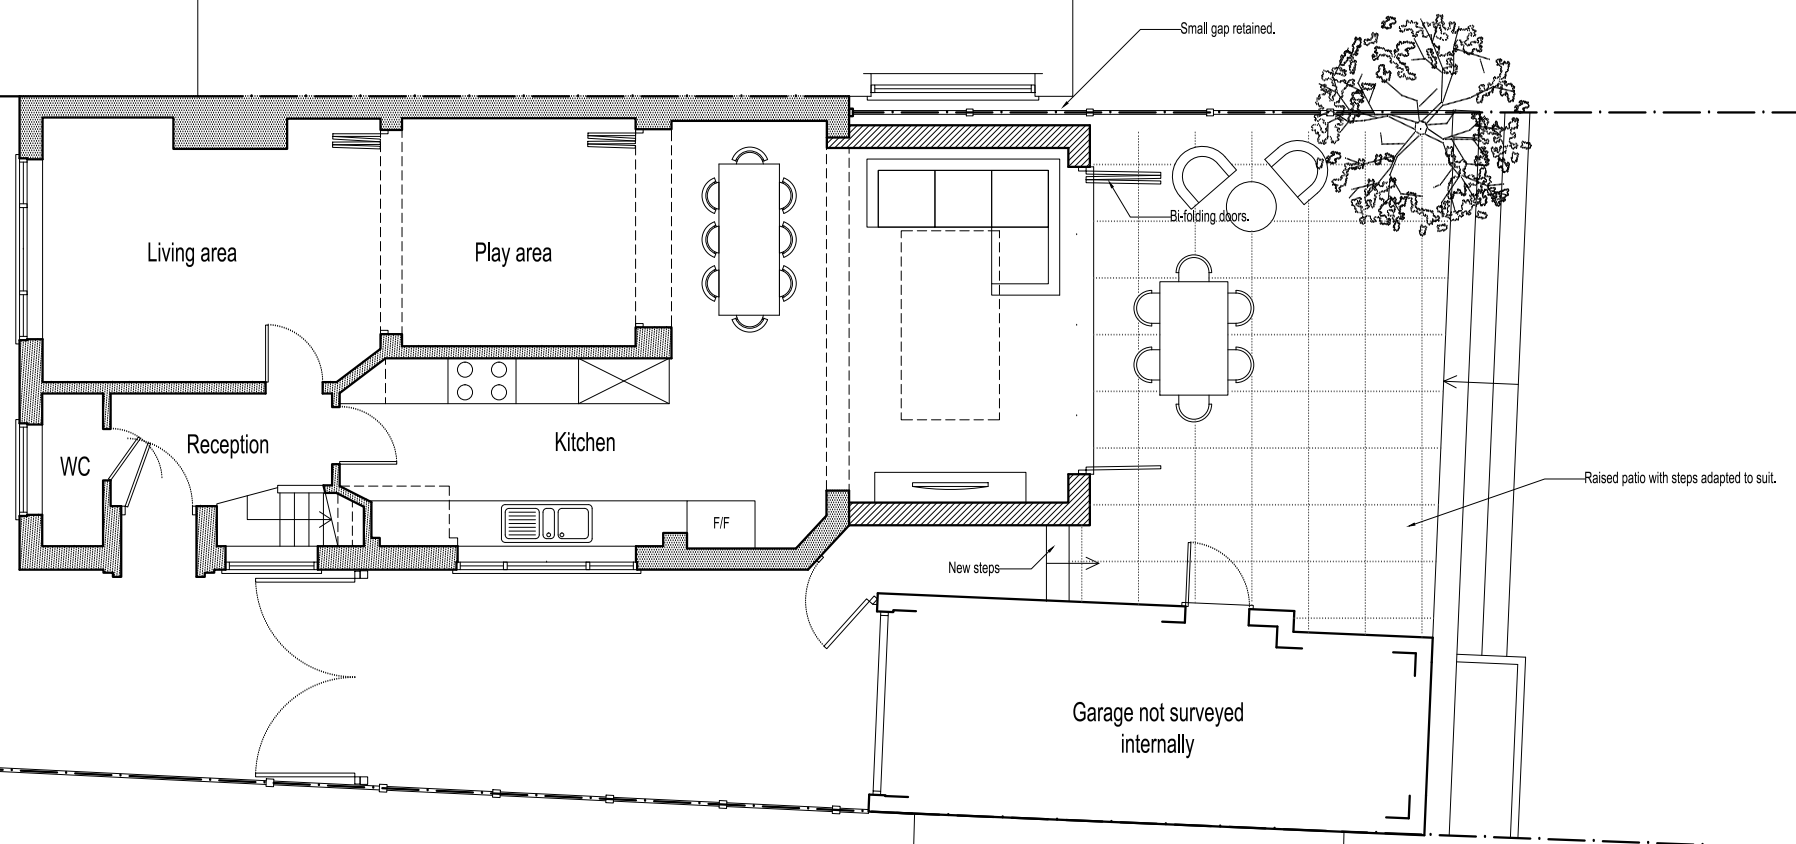 Small gap retained.
Bi-folding doors.
Living area
Play area
Reception
Kitchen
WC
F/F
Raised patio with steps adapted to suit.
New steps
Garage not surveyed
internally